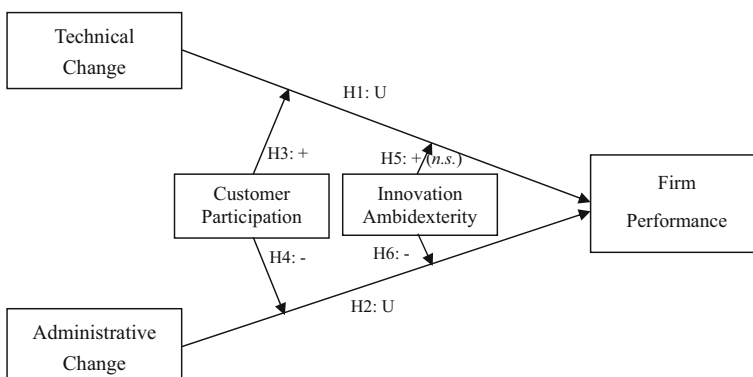 Technical
Change
H1: U
H3: +
H5: + (n.s.)
Customer
Participation
Innovation
Ambidexterity
Firm
Performance
H4: -
H6: -
H2: U
Administrative
Change